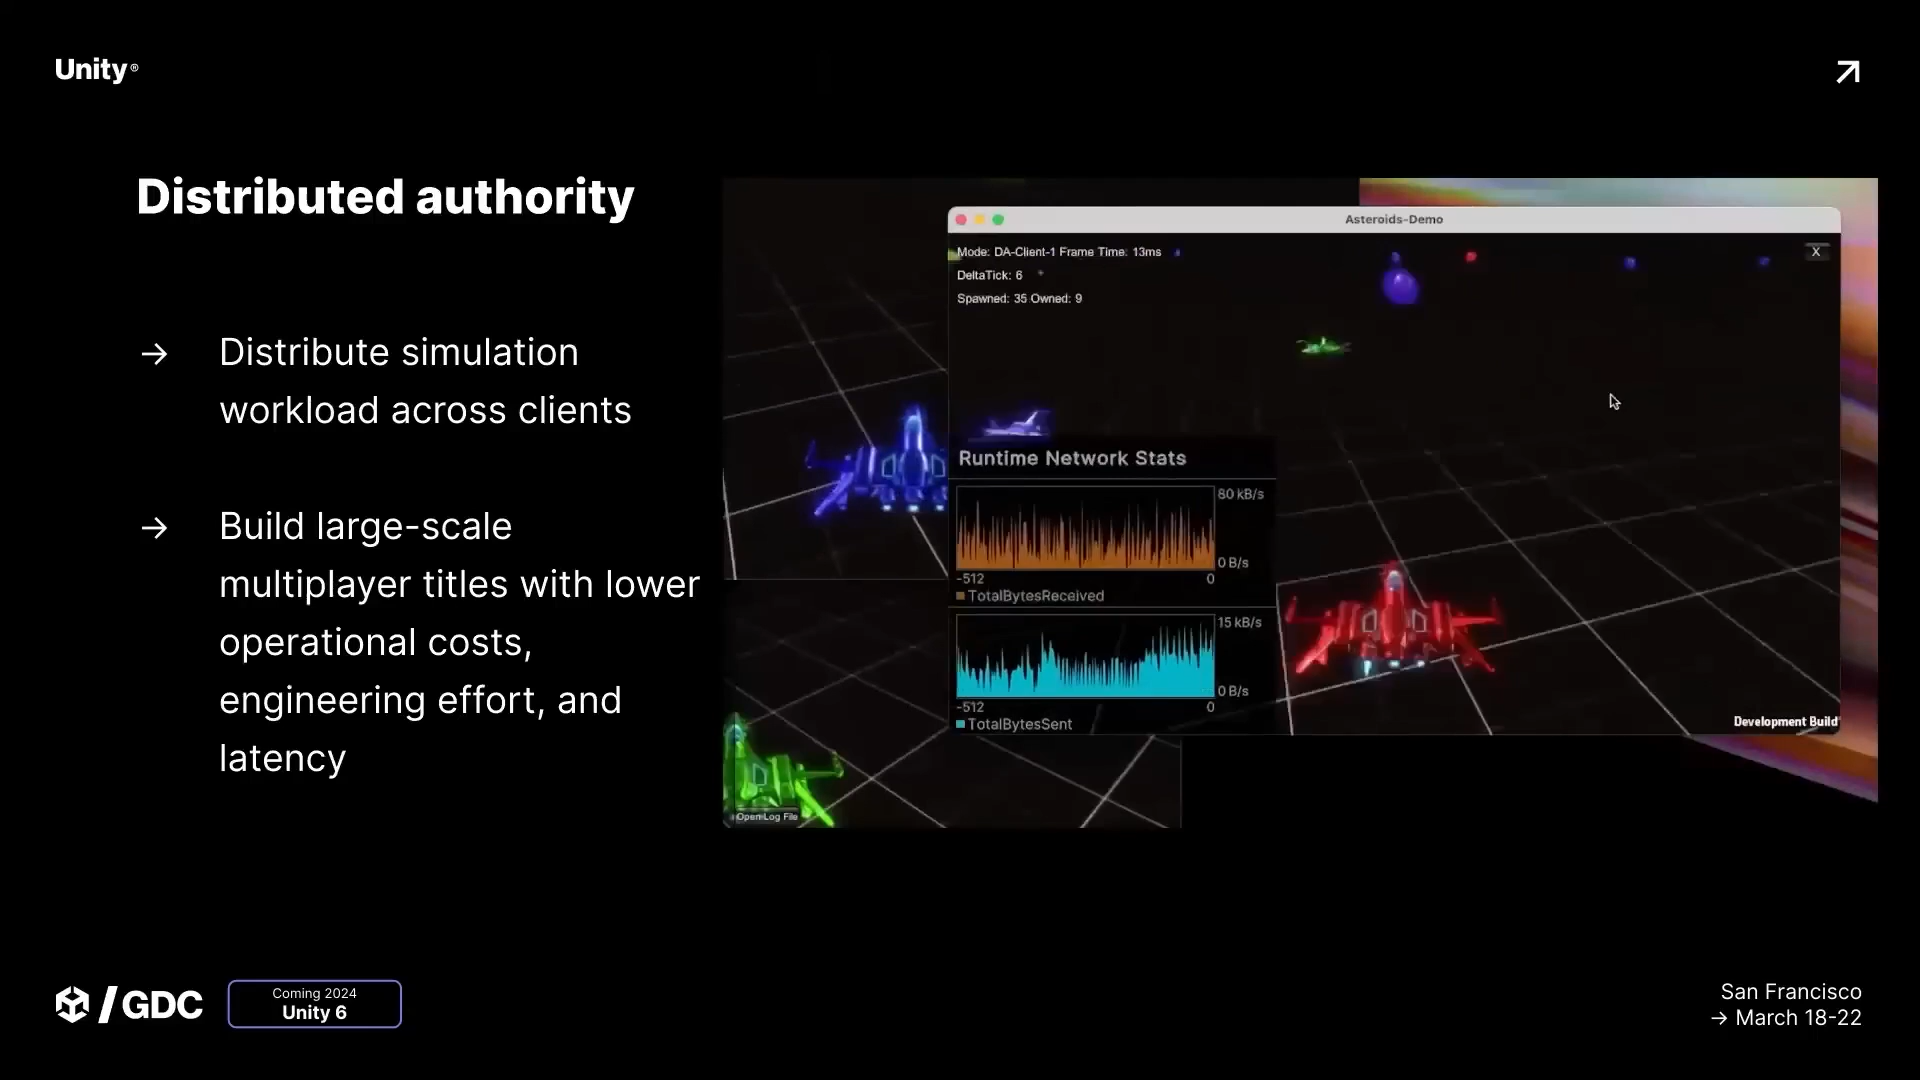 Unity®
Distributed authority
→ Distribute simulation
workload across clients
→ Build large-scale
multiplayer titles with lower
operational costs,
engineering effort, and
latency
Asteroids-Demo
Mode: DA-Client-1 Frame Time: 13ms
X
DeltaTick: 6
Spawned: 35 Owned: 9
Runtime Network Stats
80 kB/s
0 B/s
-512 0
TotalBytesReceived
15 kB/s
0 B/s
-512 0
TotalBytesSent
Development Build
Open Log File
/GDC
Coming 2024
Unity 6
San Francisco
→ March 18-22